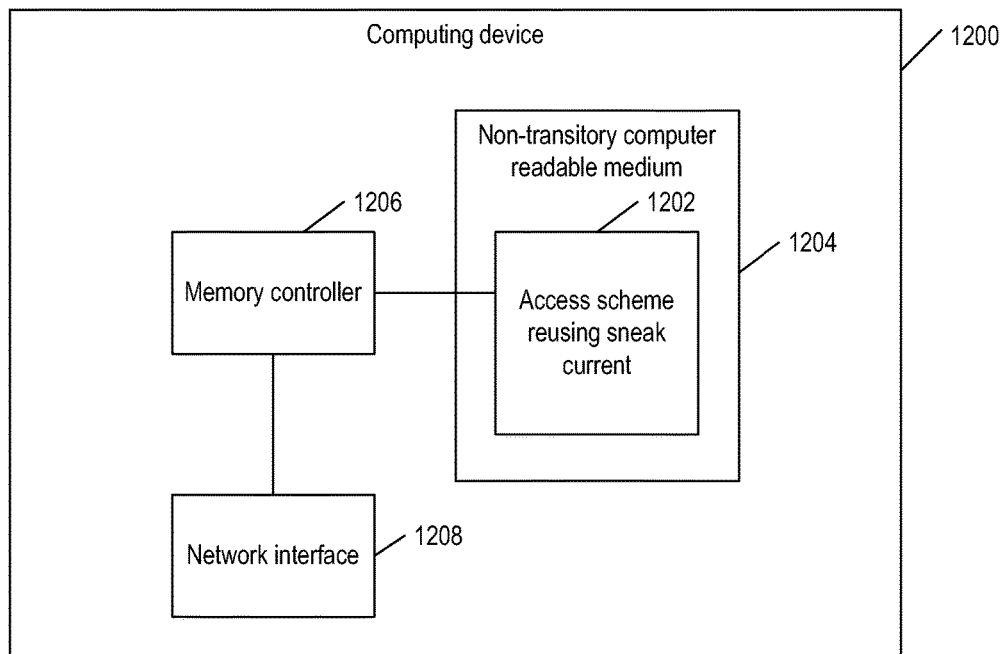 Computing device
1200
Non-transitory computer
readable medium
1206
1202
1204
Memory controller
Access scheme
reusing sneak
current
Network interface
1208